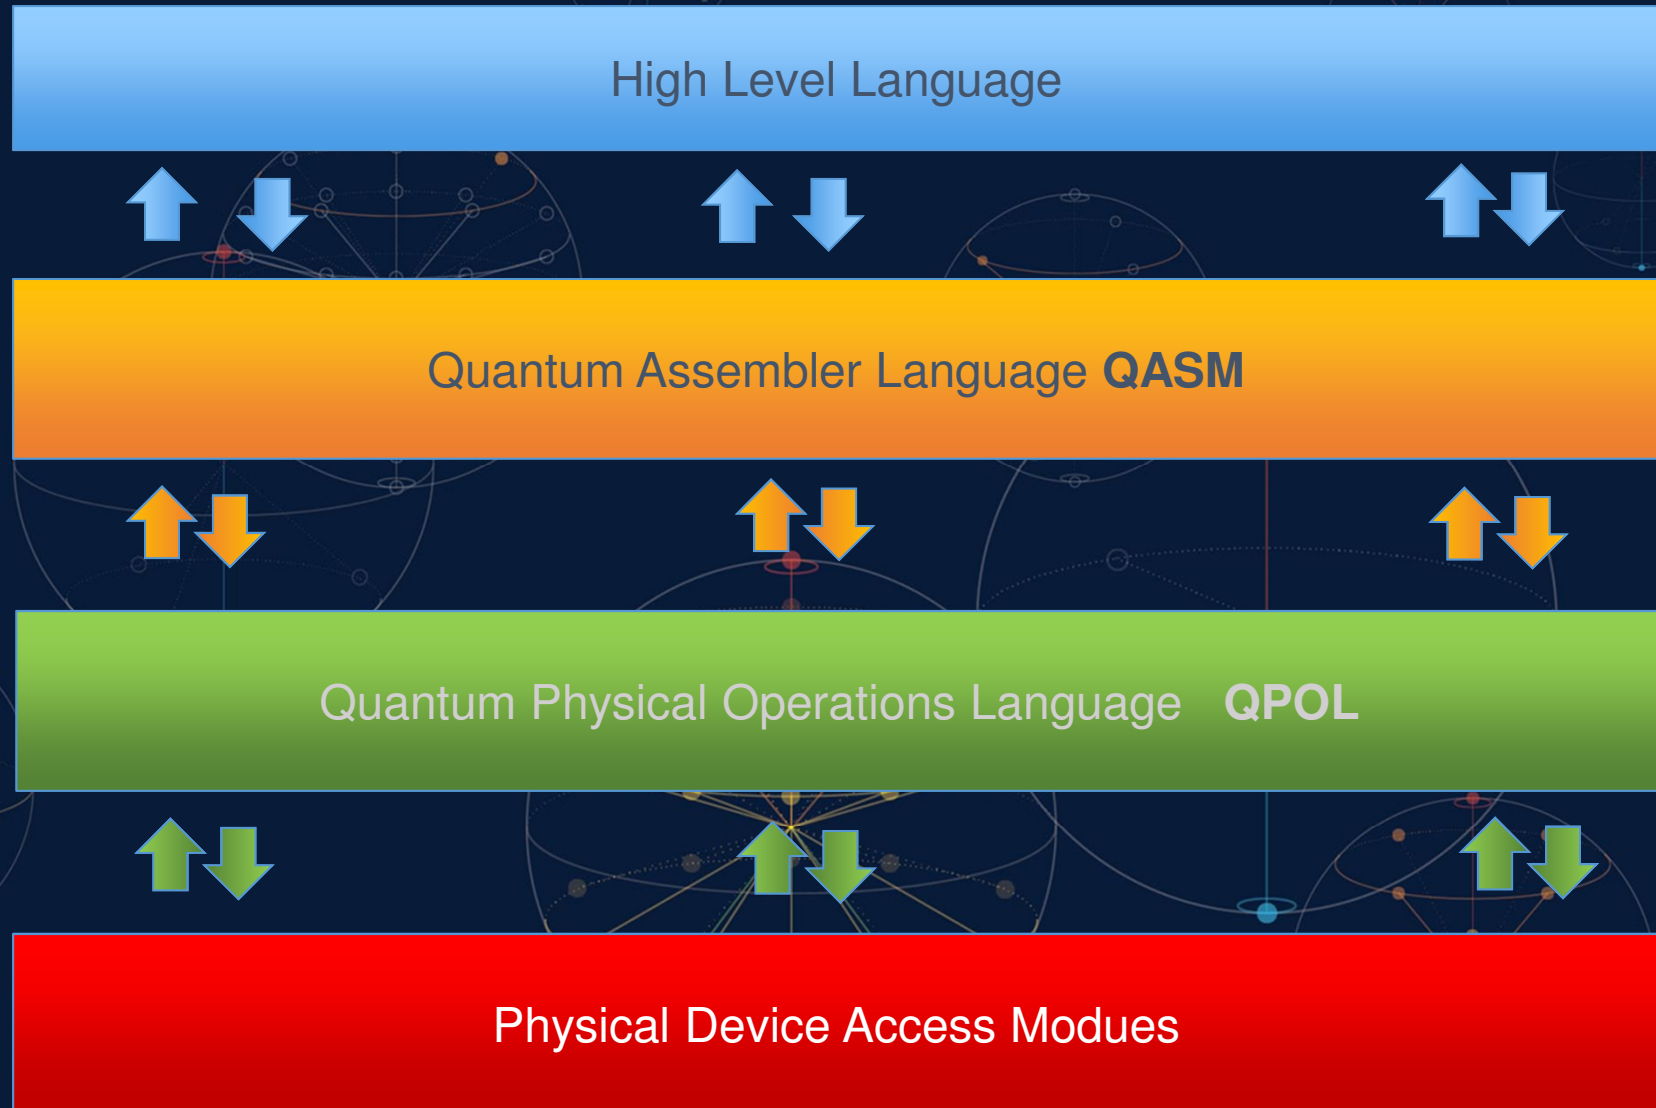 High Level Language
Quantum Assembler Language QASM
Quantum Physical Operations Language QPOL
Physical Device Access Modues